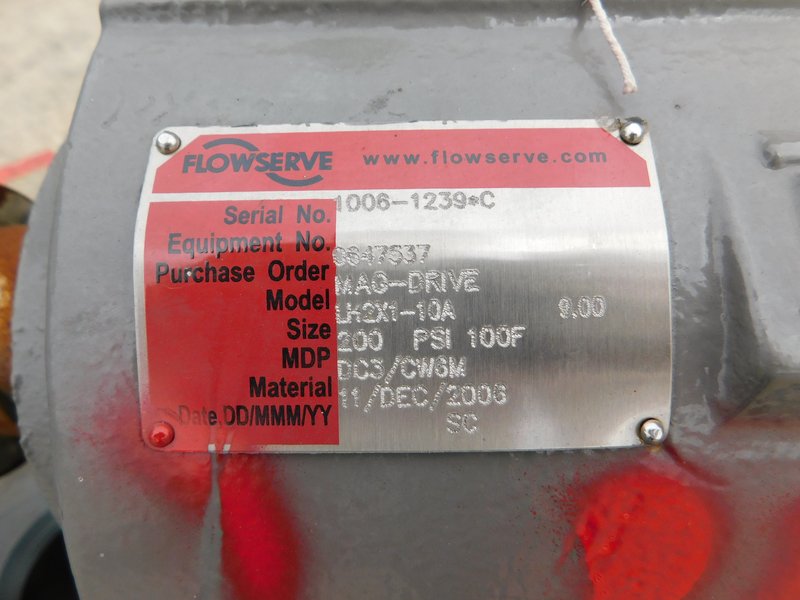 FLOWSERVE www.flowserve.com
Serial No. 1006-1239*C
Equipment No.
Purchase Order 0647537
Model MAG-DRIVE
Size LH2X1-10A 9.00
MDP 200 PSI 100F
Material DC3/CW6M
Date, DD/MMM/YY 11/DEC/2006
SC